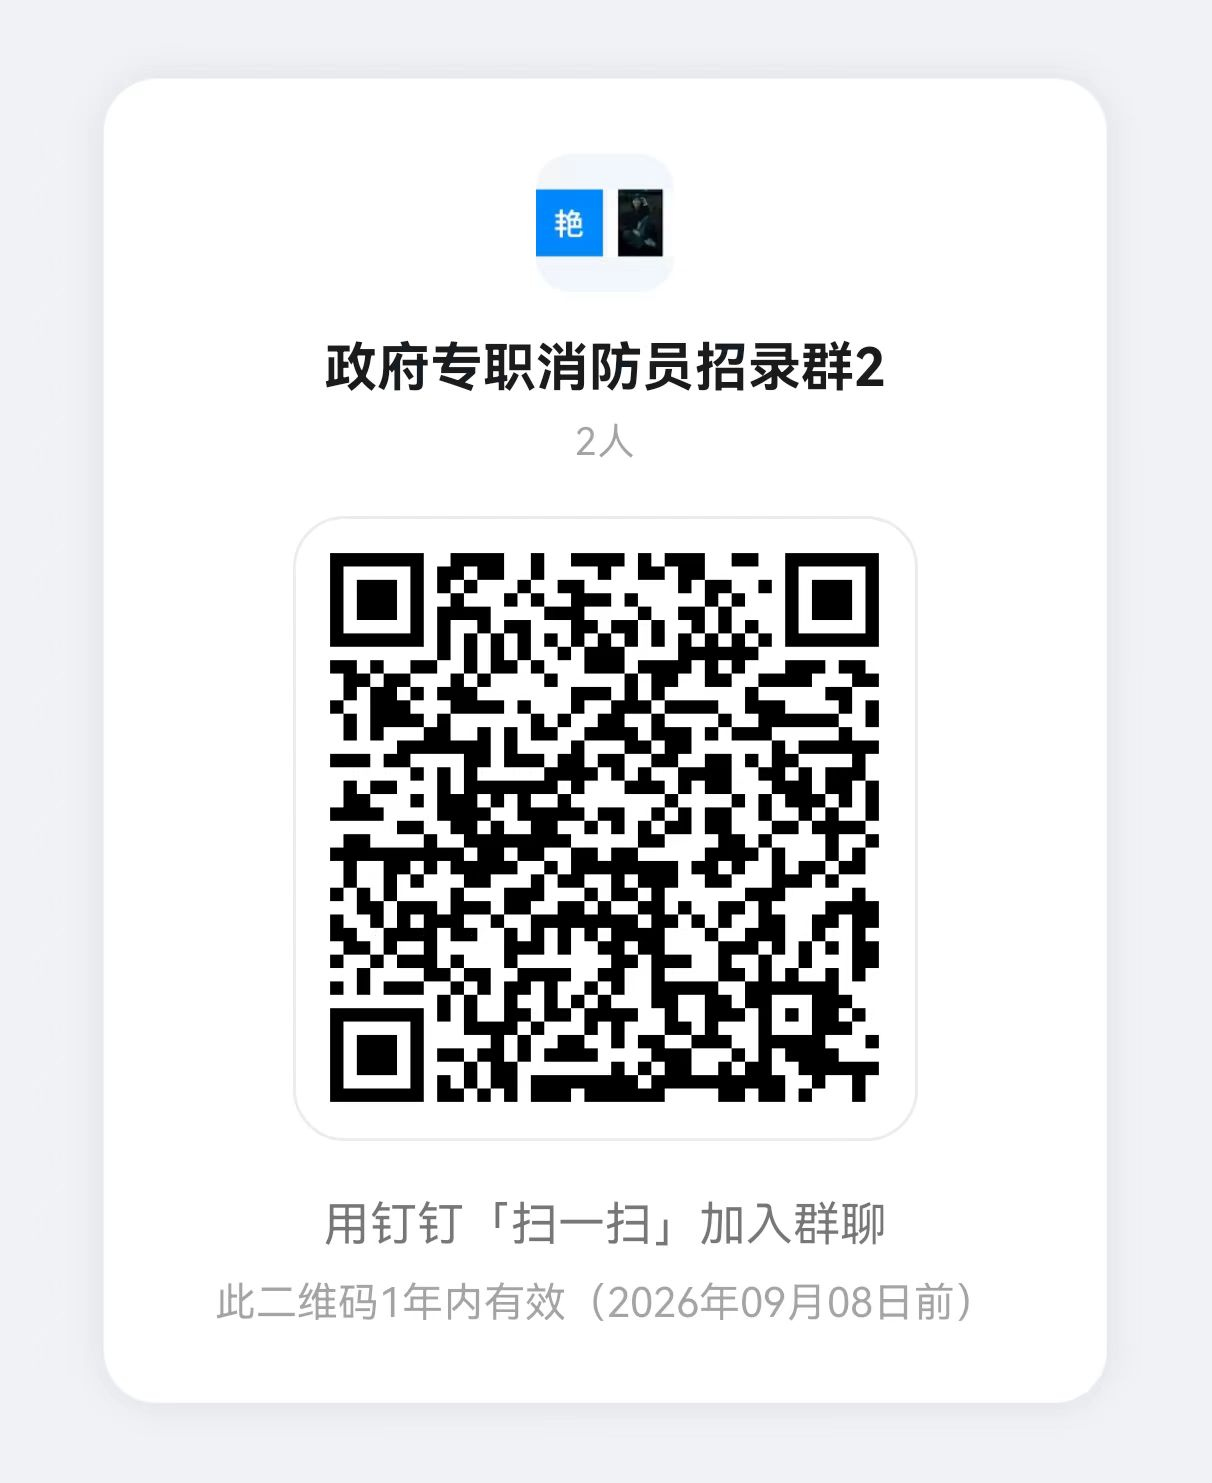 艳
政府专职消防员招录群2
2人
用钉钉「扫一扫」加入群聊
此二维码1年内有效（2026年09月08日前）